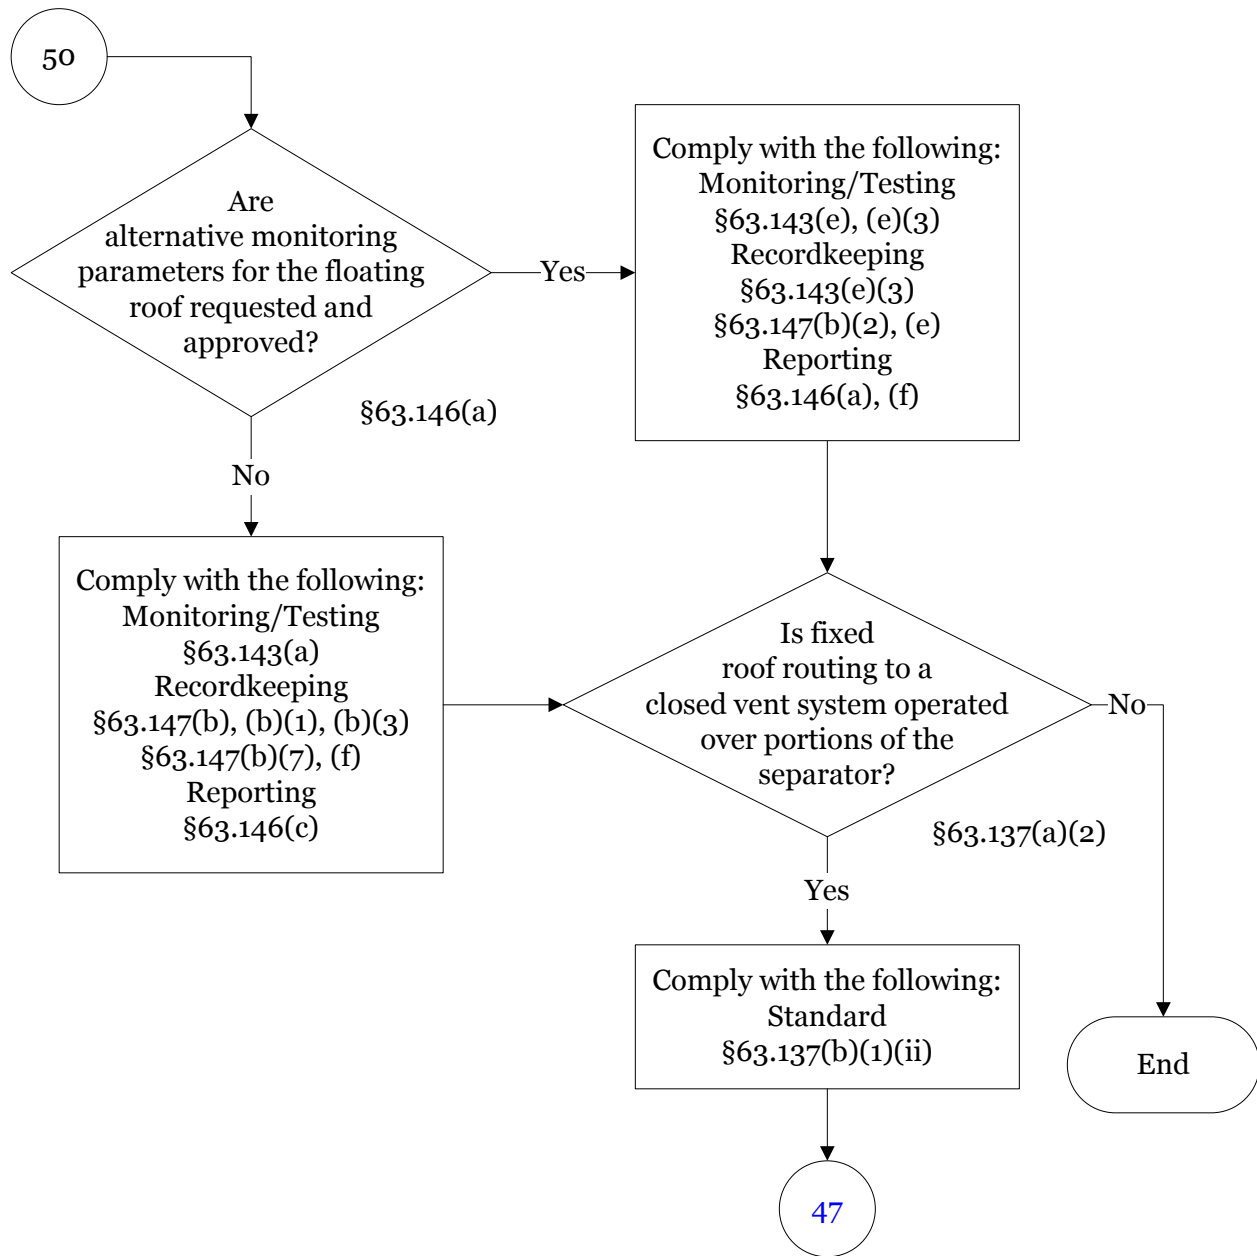 50
Are
alternative monitoring
parameters for the floating
roof requested and
approved?
Yes
§63.146(a)
No
Comply with the following:
Monitoring/Testing
§63.143(e), (e)(3)
Recordkeeping
§63.143(e)(3)
§63.147(b)(2), (e)
Reporting
§63.146(a), (f)
Comply with the following:
Monitoring/Testing
§63.143(a)
Recordkeeping
§63.147(b), (b)(1), (b)(3)
§63.147(b)(7), (f)
Reporting
§63.146(c)
Is fixed
roof routing to a
closed vent system operated
over portions of the
separator?
No
§63.137(a)(2)
Yes
Comply with the following:
Standard
§63.137(b)(1)(ii)
End
47